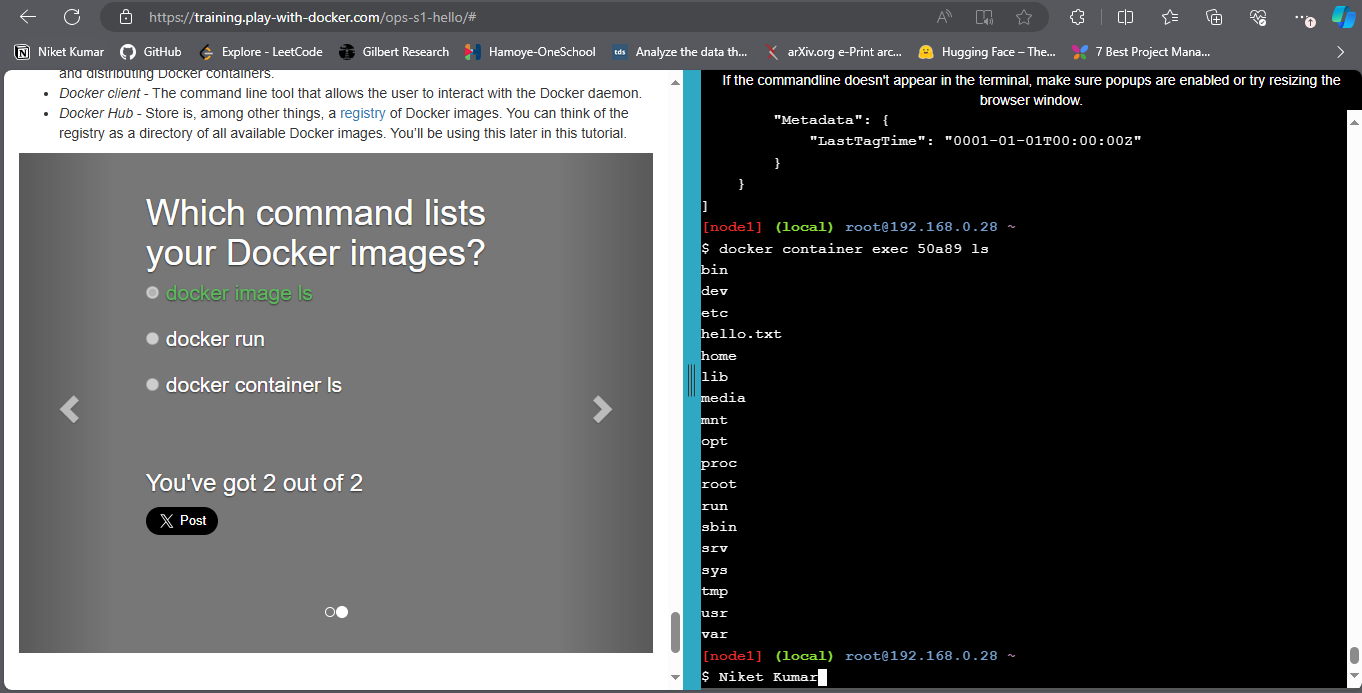 https://training.play-with-docker.com/ops-s1-hello/#
Niket Kumar
GitHub
Explore - LeetCode
Gilbert Research
Hamoye-OneSchool
tds
Analyze the data th...
arXiv.org e-Print arc...
Hugging Face – The...
7 Best Project Mana...
and distributing Docker containers.
• Docker client - The command line tool that allows the user to interact with the Docker daemon.
• Docker Hub - Store is, among other things, a registry of Docker images. You can think of the
registry as a directory of all available Docker images. You'll be using this later in this tutorial.
Which command lists
your Docker images?
docker image ls
docker run
docker container ls
You've got 2 out of 2
Post
If the commandline doesn't appear in the terminal, make sure popups are enabled or try resizing the
browser window.
"Metadata": {
"LastTagTime": "0001-01-01T00:00:00Z"
}
}
]
[node1] (local) root@192.168.0.28 ~
$ docker container exec 50a89 ls
bin
dev
etc
hello.txt
home
lib
media
mnt
opt
proc
root
run
sbin
srv
sys
tmp
usr
var
[node1] (local) root@192.168.0.28 ~
$ Niket Kumar